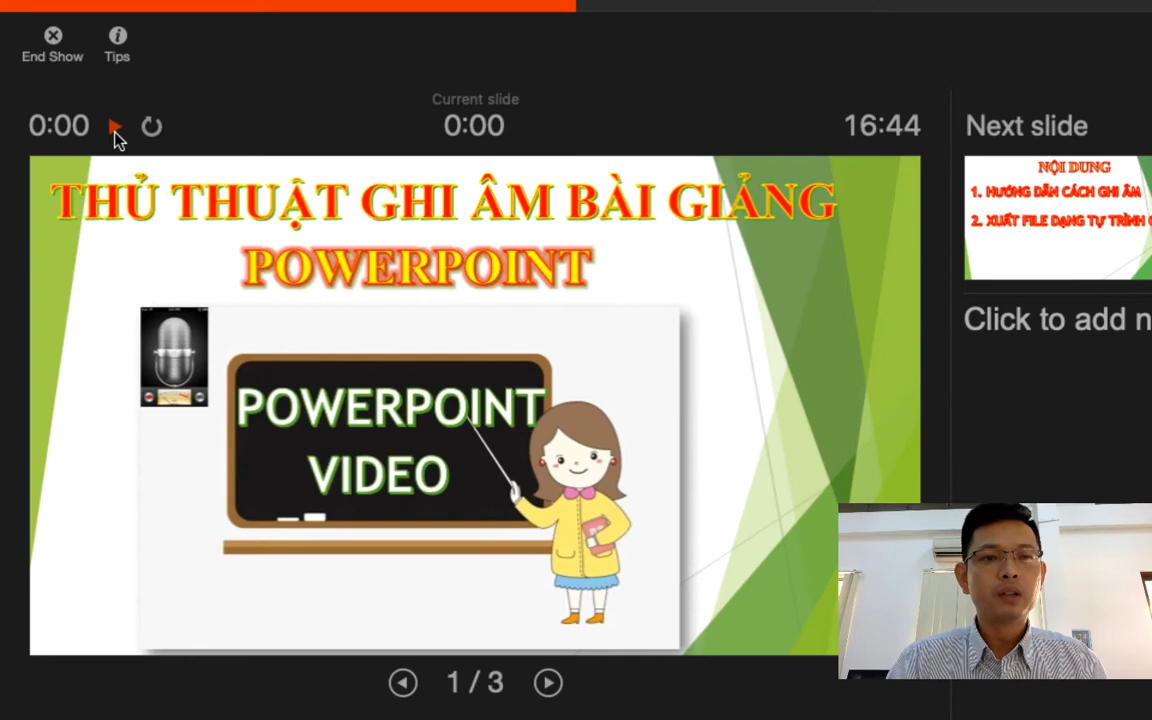 End Show
Tips
0:00
Current slide
0:00
16:44
Next slide
THỦ THUẬT GHI ÂM BÀI GIẢNG
POWERPOINT
POWERPOINT
VIDEO
NỘI DUNG
1. HƯỚNG DẪN CÁCH GHI ÂM
2. XUẤT FILE DẠNG TỰ TRÌNH
Click to add n
1 / 3